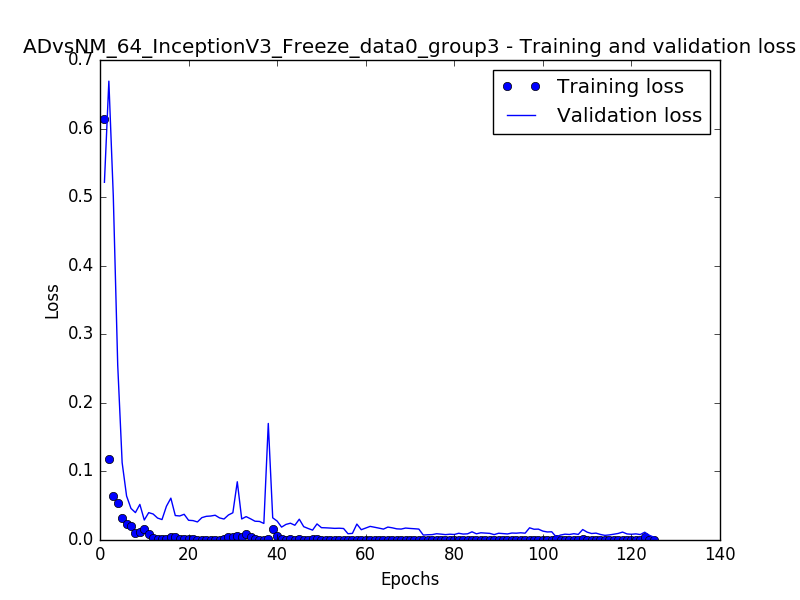 ADvsNM_64_InceptionV3_Freeze_data0_group3 - Training and validation loss
Training loss
Validation loss
0.7
0.6
0.5
0.4
0.3
0.2
0.1
0.0
Loss
0 20 40 60 80 100 120 140
Epochs